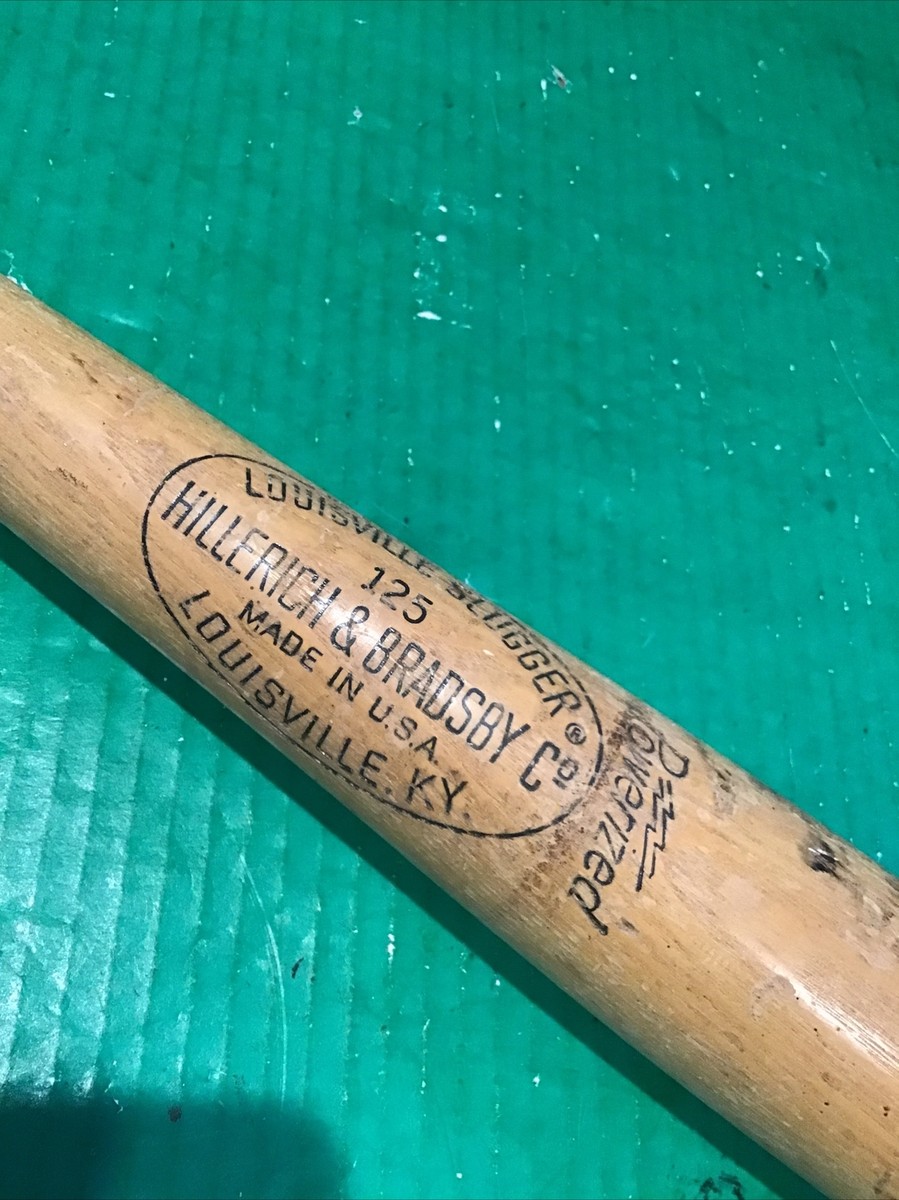 LOUISVILLE SLUGGER®
125
HILLERICH & BRADSBY Co
MADE IN U.S.A.
LOUISVILLE. KY.
Powerized